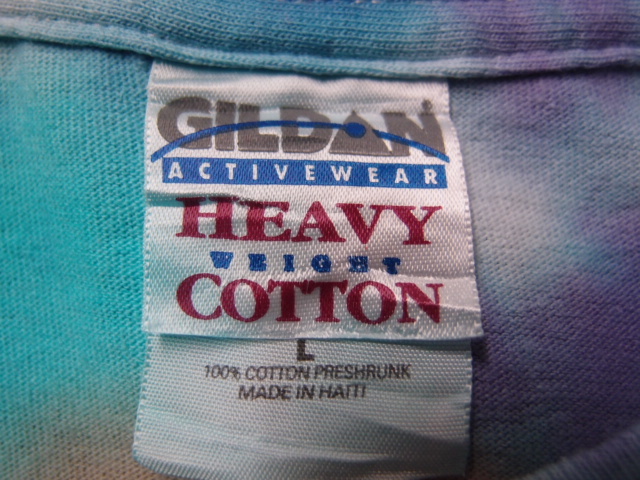 GILDAN®
ACTIVEWEAR
HEAVY
WEIGHT
COTTON
L
100% COTTON PRESHRUNK
MADE IN HAITI